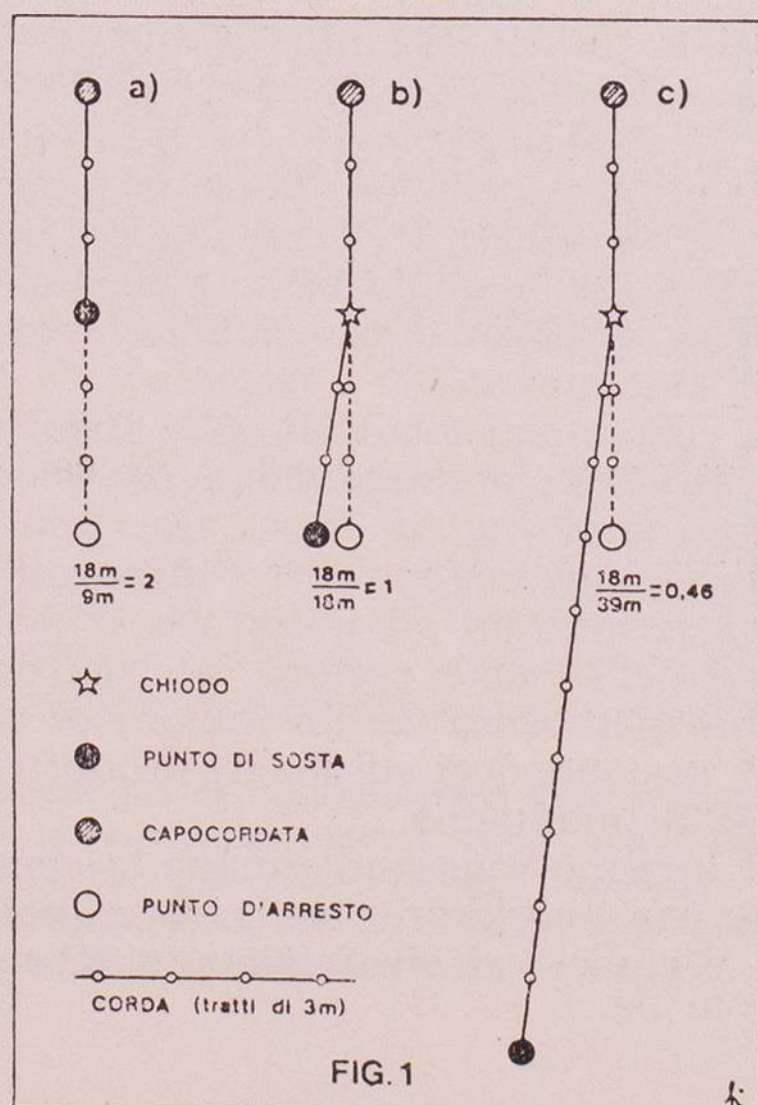 a) b) c)
18m
9m = 2
18m
18m = 1
18m
39m = 0,46
CHIODO
PUNTO DI SOSTA
CAPOCORDATA
PUNTO D'ARRESTO
CORDA (tratti di 3m)
FIG. 1